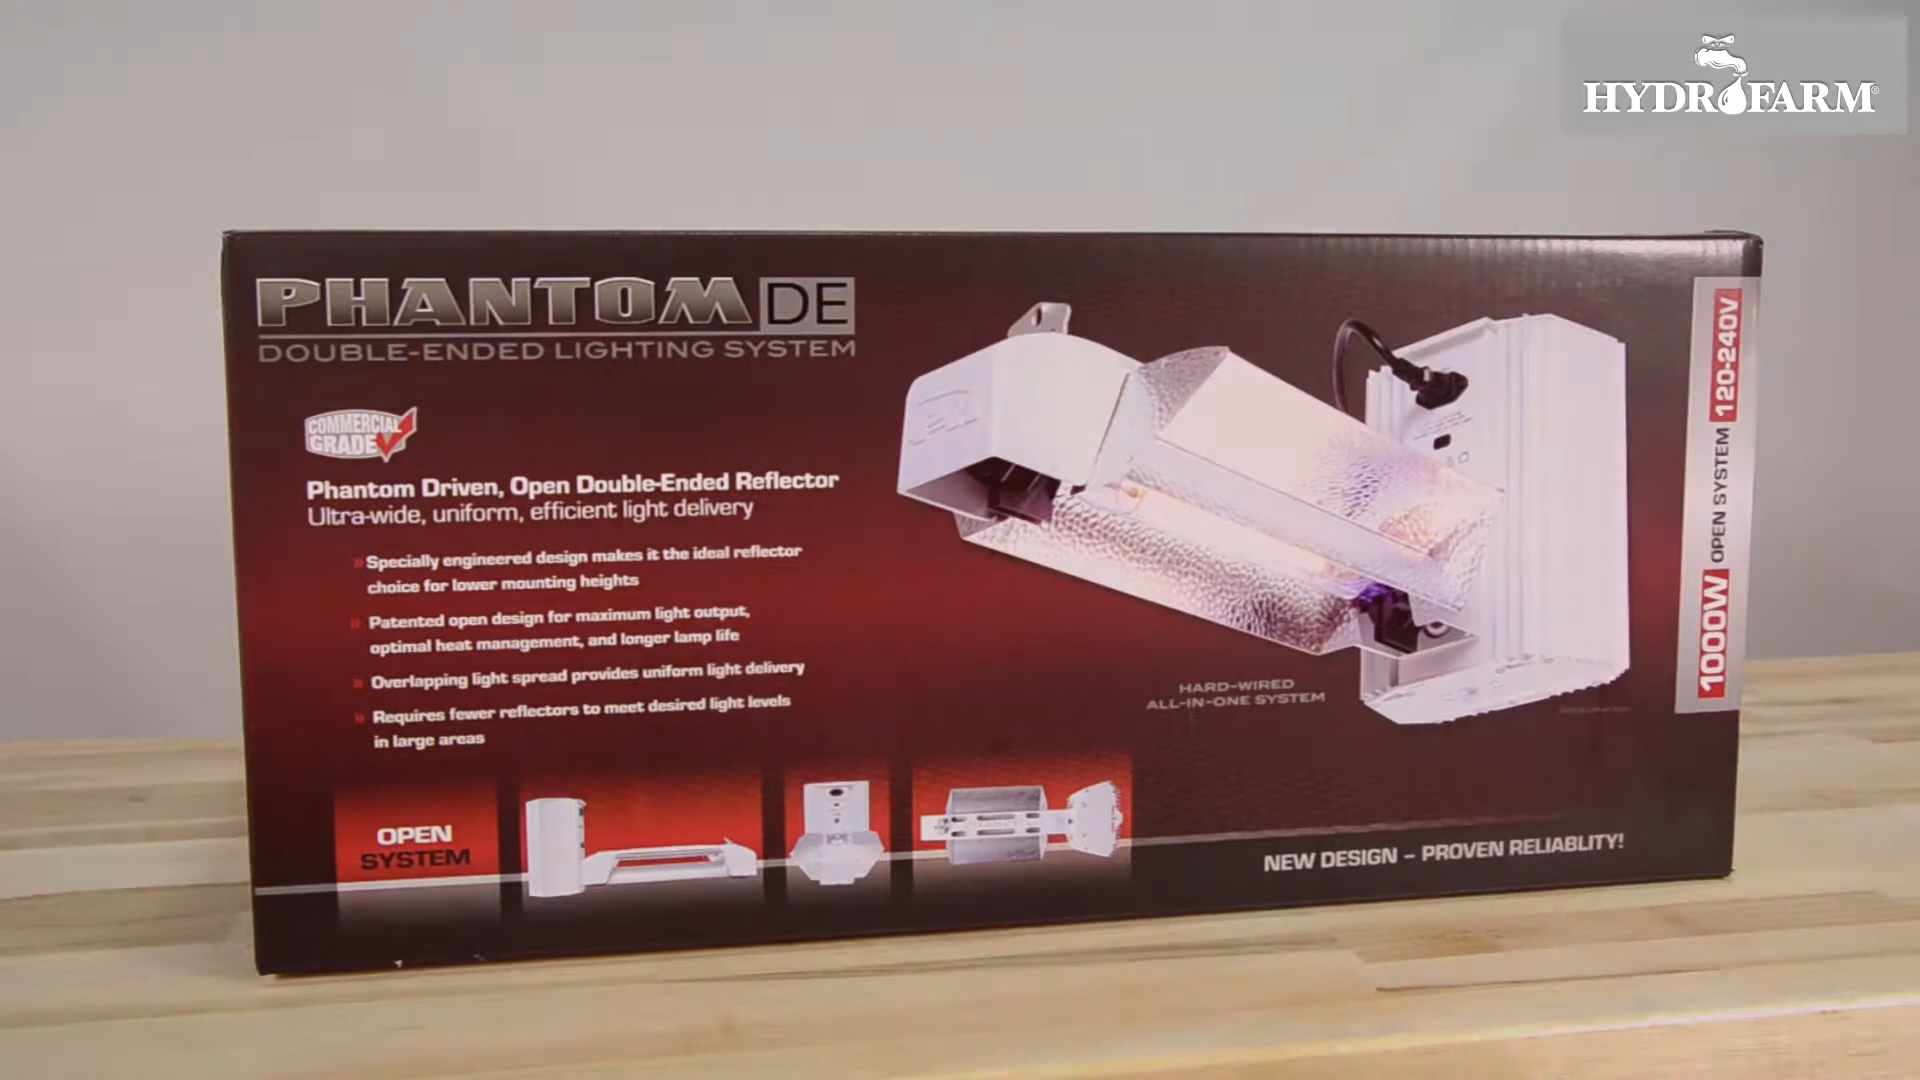 HYDROFARM®
PHANTOM DE
DOUBLE-ENDED LIGHTING SYSTEM
COMMERCIAL
GRADE
Phantom Driven, Open Double-Ended Reflector
Ultra-wide, uniform, efficient light delivery
» Specially engineered design makes it the ideal reflector
choice for lower mounting heights
» Patented open design for maximum light output,
optimal heat management, and longer lamp life
» Overlapping light spread provides uniform light delivery
» Requires fewer reflectors to meet desired light levels
in large areas
HARD-WIRED
ALL-IN-ONE SYSTEM
1000W OPEN SYSTEM 120-240V
OPEN
SYSTEM
NEW DESIGN – PROVEN RELIABLITY!